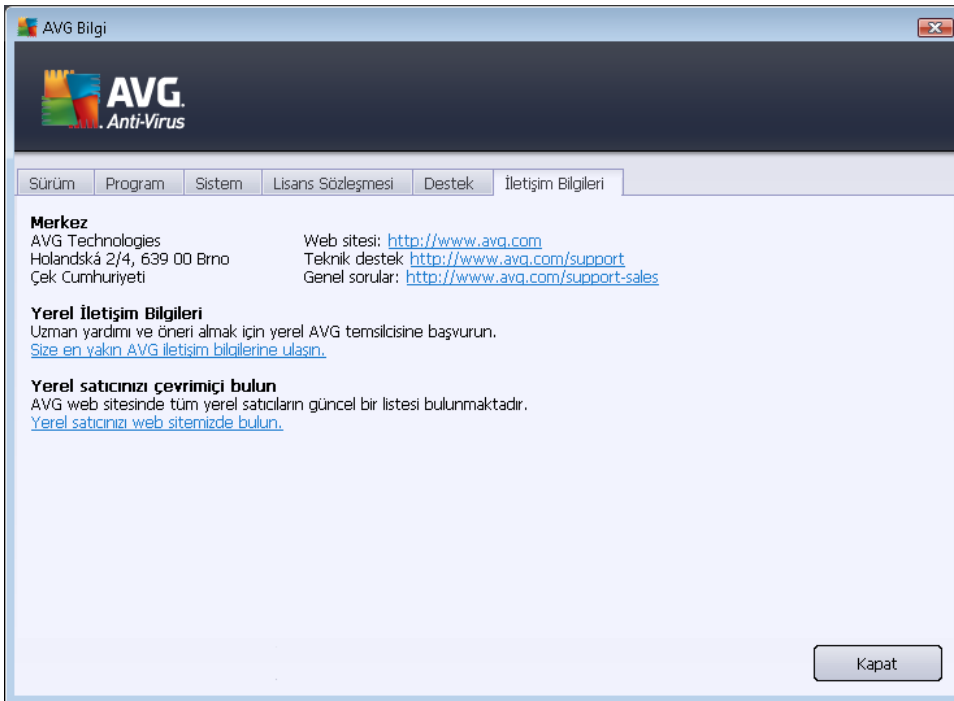 AVG Bilgi
AVG.
Anti-Virus
Sürüm Program Sistem Lisans Sözleşmesi Destek İletişim Bilgileri
Merkez
AVG Technologies
Holandská 2/4, 639 00 Brno
Çek Cumhuriyeti
Web sitesi: http://www.avg.com
Teknik destek http://www.avg.com/support
Genel sorular: http://www.avg.com/support-sales
Yerel İletişim Bilgileri
Uzman yardımı ve öneri almak için yerel AVG temsilcisine başvurun.
Size en yakın AVG iletişim bilgilerine ulaşın.
Yerel satıcınızı çevrimiçi bulun
AVG web sitesinde tüm yerel satıcıların güncel bir listesi bulunmaktadır.
Yerel satıcınızı web sitemizde bulun.
Kapat